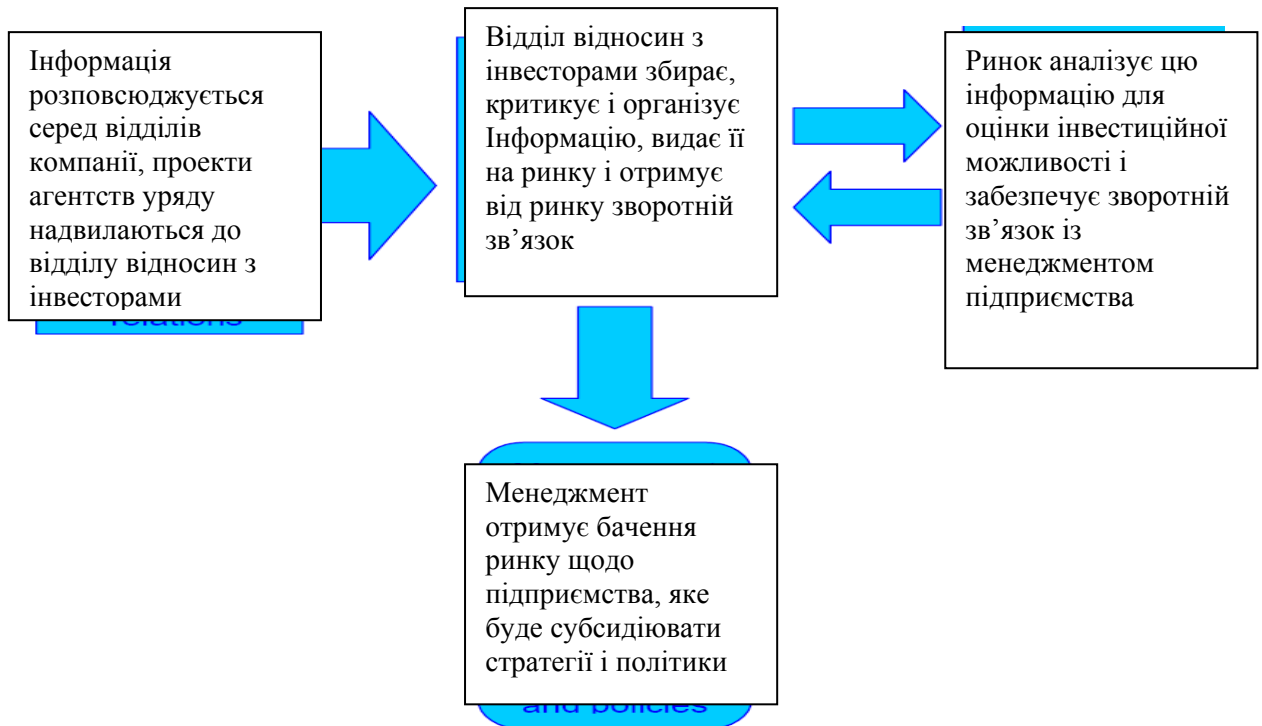 Інформація
розповсюджується
серед відділів
компанії, проекти
агентств уряду
надвилаються до
відділу відносин з
інвесторами
relations
Відділ відносин з
інвесторами збирає,
критикує і організує
Інформацію, видає її
на ринку і отримує
від ринку зворотній
зв’язок
Ринок аналізує цю
інформацію для
оцінки інвестиційної
можливості і
забезпечує зворотній
зв’язок із
менеджментом
підприємства
Менеджмент
отримує бачення
ринку щодо
підприємства, яке
буде субсидіювати
стратегії і політики
and policies